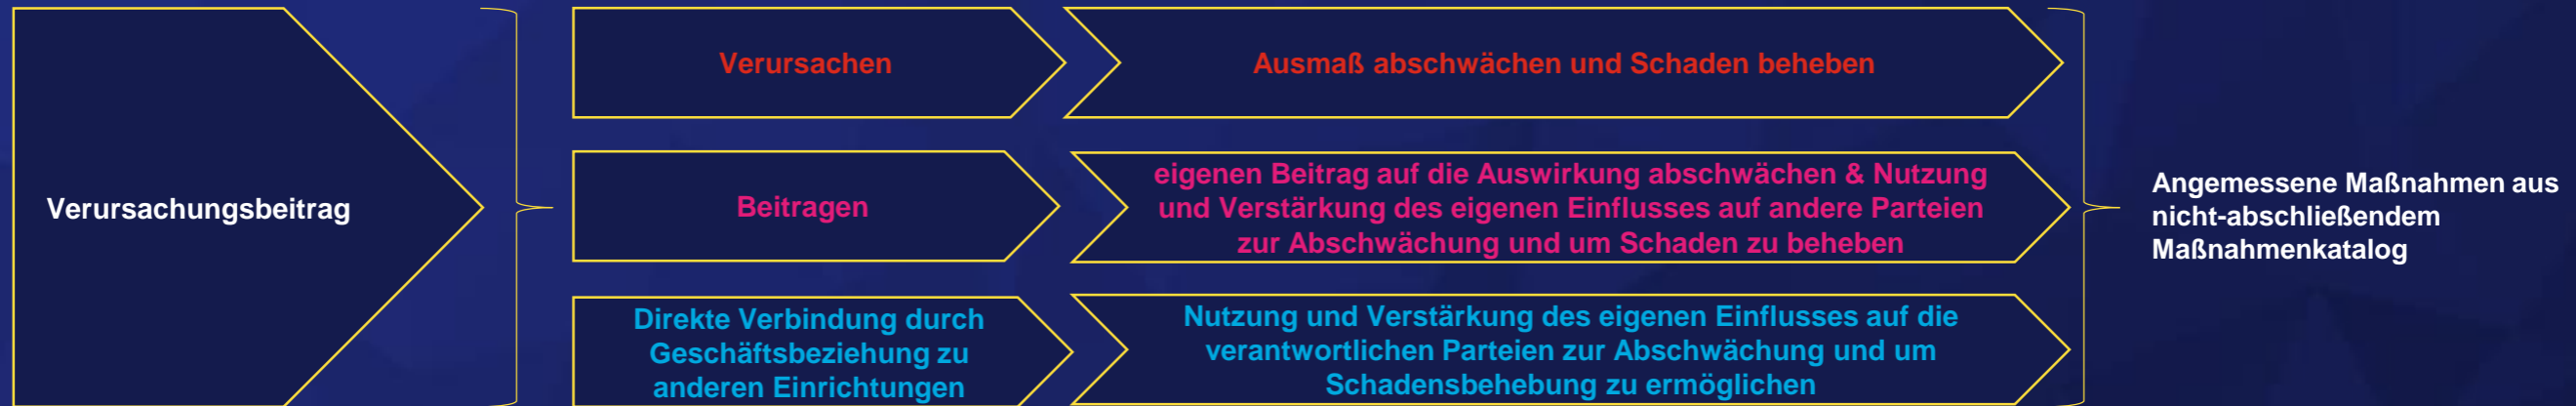 Verursachungsbeitrag
Verursachen
Ausmaß abschwächen und Schaden beheben
Beitragen
eigenen Beitrag auf die Auswirkung abschwächen & Nutzung
und Verstärkung des eigenen Einflusses auf andere Parteien
zur Abschwächung und um Schaden zu beheben
Direkte Verbindung durch
Geschäftsbeziehung zu
anderen Einrichtungen
Nutzung und Verstärkung des eigenen Einflusses auf die
verantwortlichen Parteien zur Abschwächung und um
Schadensbehebung zu ermöglichen
Angemessene Maßnahmen aus
nicht-abschließendem
Maßnahmenkatalog